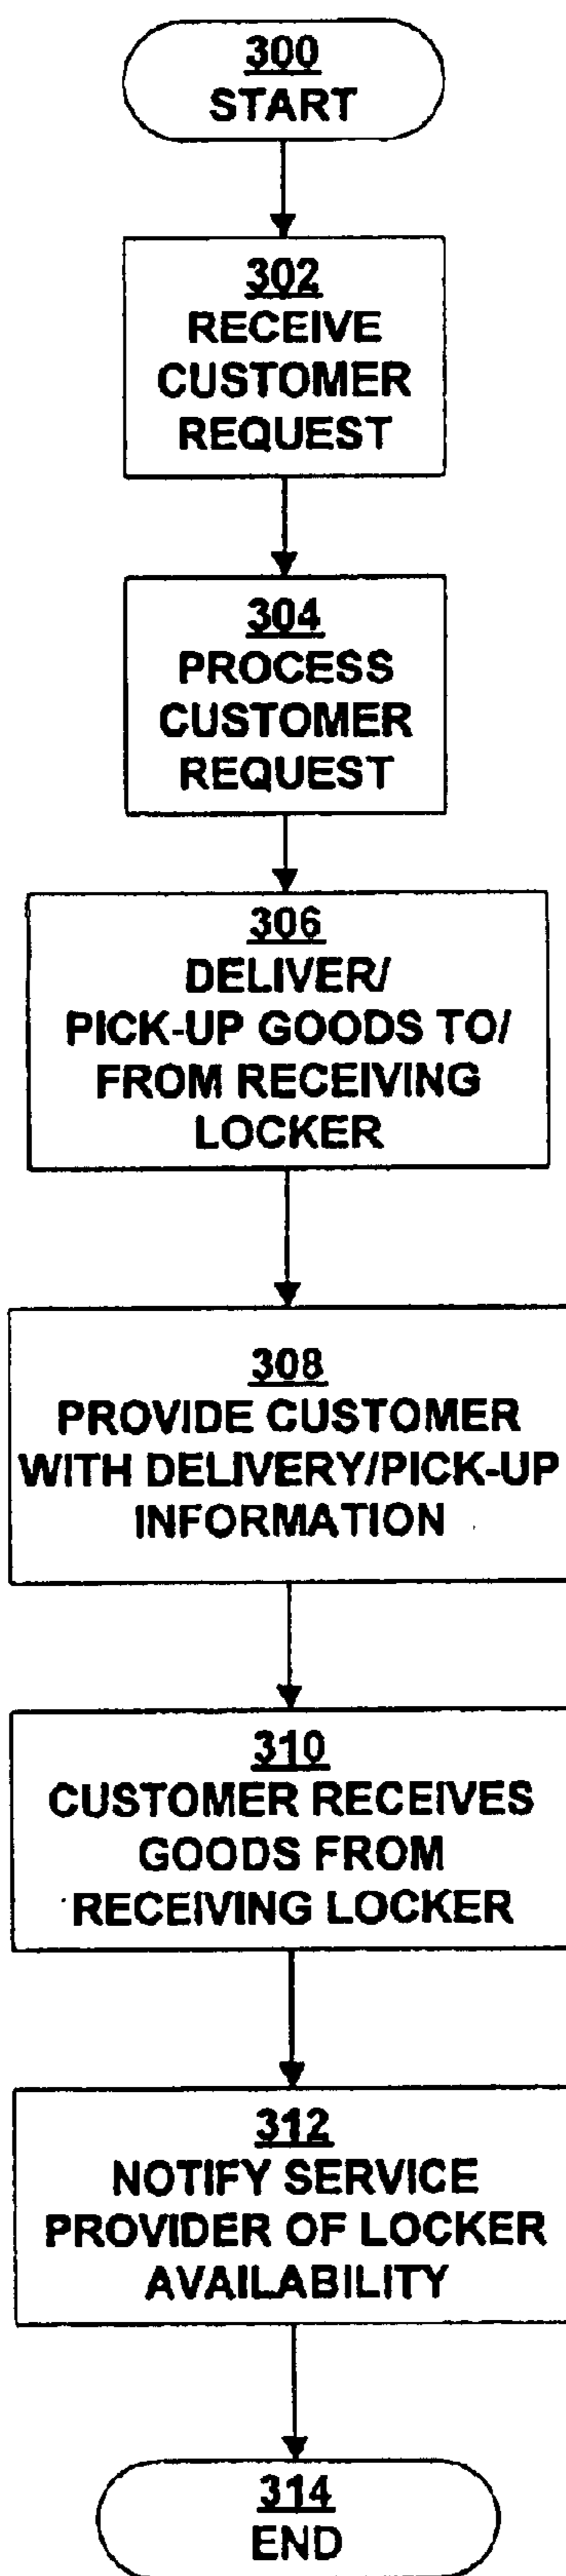 300
START
302
RECEIVE
CUSTOMER
REQUEST
304
PROCESS
CUSTOMER
REQUEST
306
DELIVER/
PICK-UP GOODS TO/
FROM RECEIVING
LOCKER
308
PROVIDE CUSTOMER
WITH DELIVERY/PICK-UP
INFORMATION
310
CUSTOMER RECEIVES
GOODS FROM
RECEIVING LOCKER
312
NOTIFY SERVICE
PROVIDER OF LOCKER
AVAILABILITY
314
END